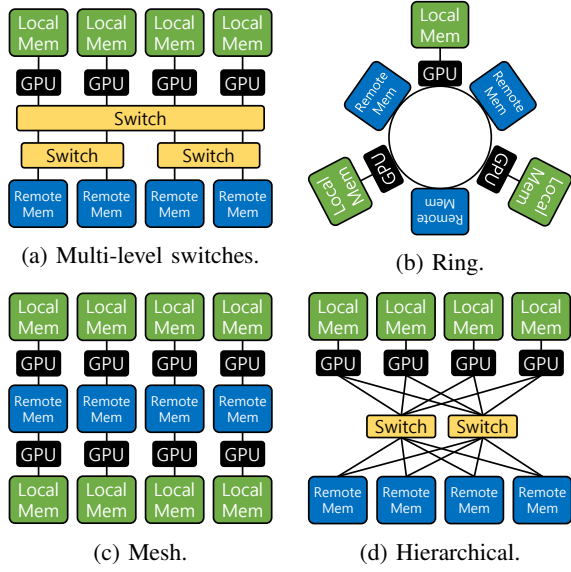 Local Mem Local Mem Local Mem Local Mem
GPU GPU GPU GPU
Switch
Switch Switch
Remote Mem Remote Mem Remote Mem Remote Mem
(a) Multi-level switches.
Local Mem
GPU
Remote Mem Remote Mem
GPU GPU
Local Mem Local Mem
Remote Mem
(b) Ring.
Local Mem Local Mem Local Mem Local Mem
GPU GPU GPU GPU
Remote Mem Remote Mem Remote Mem Remote Mem
GPU GPU GPU GPU
Local Mem Local Mem Local Mem Local Mem
(c) Mesh.
Local Mem Local Mem Local Mem Local Mem
GPU GPU GPU GPU
Switch Switch
Remote Mem Remote Mem Remote Mem Remote Mem
(d) Hierarchical.